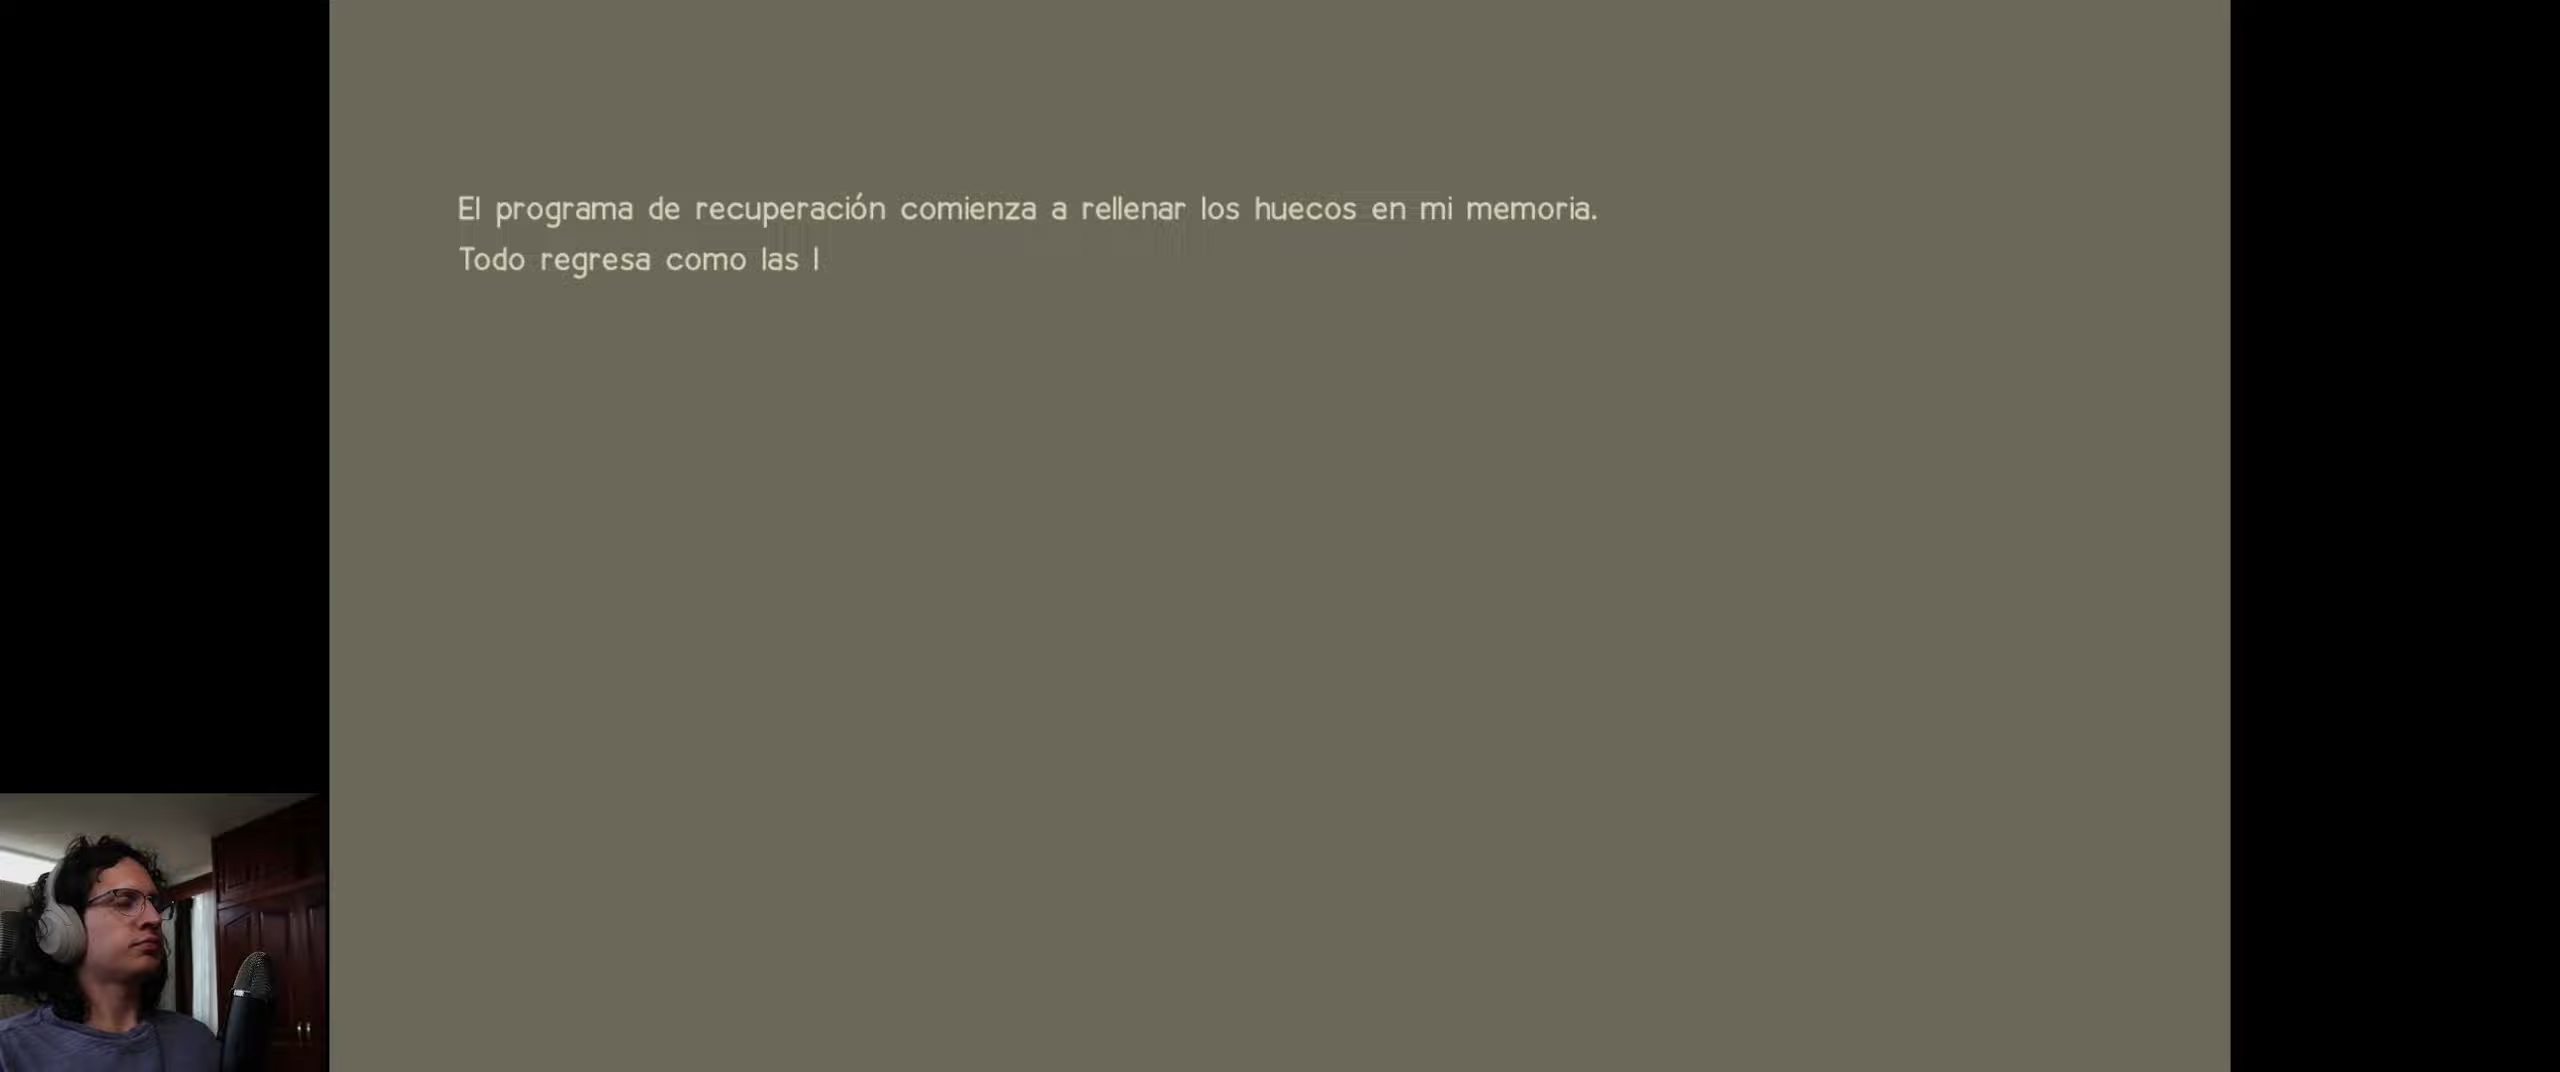 El programa de recuperación comienza a rellenar los huecos en mi memoria.
Todo regresa como las l